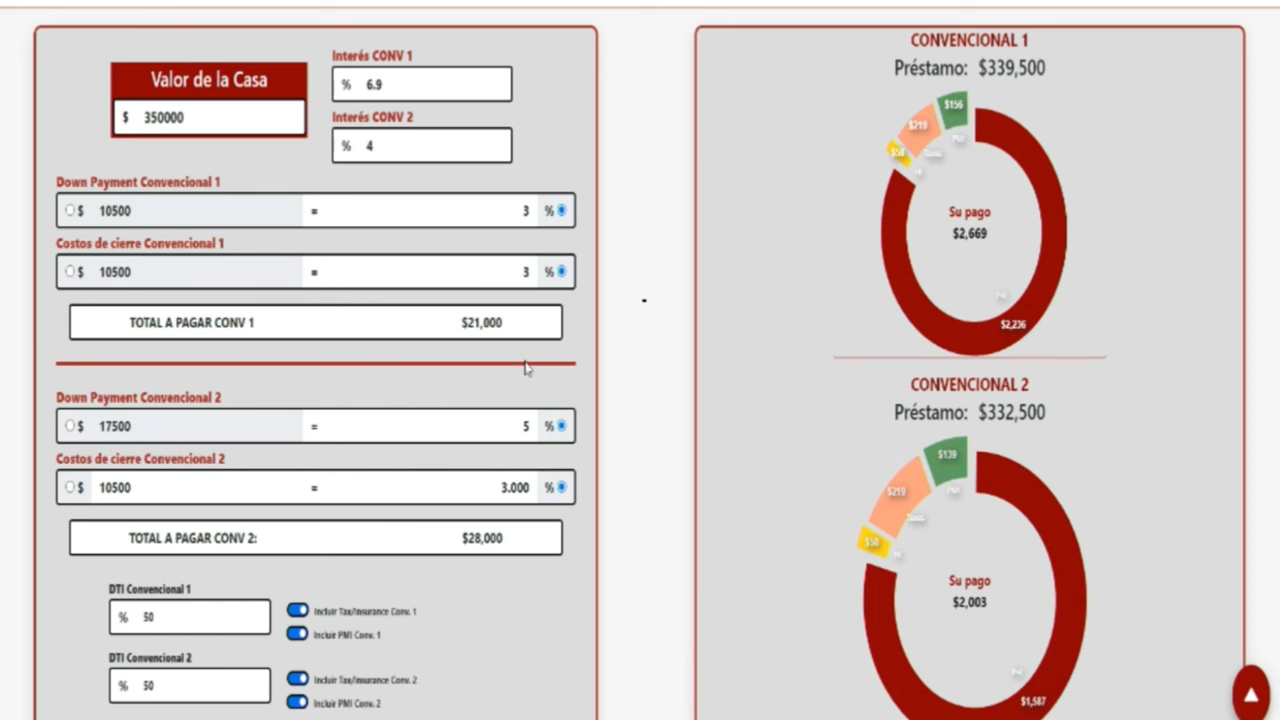 Valor de la Casa
$ 350000
Interés CONV 1
% 6.9
Interés CONV 2
% 4
Down Payment Convencional 1
$ 10500 = 3 %
Costos de cierre Convencional 1
$ 10500 = 3 %
TOTAL A PAGAR CONV 1 $21,000
Down Payment Convencional 2
$ 17500 = 5 %
Costos de cierre Convencional 2
$ 10500 = 3.000 %
TOTAL A PAGAR CONV 2: $28,000
DTI Convencional 1
% 50
Incluir Tax/Insurance Conv. 1
Incluir PMI Conv. 1
DTI Convencional 2
% 50
Incluir Tax/Insurance Conv. 2
Incluir PMI Conv. 2
CONVENCIONAL 1
Préstamo: $339,500
$156
$219
PMI
$58
Su pago
$2,669
$2,236
CONVENCIONAL 2
Préstamo: $332,500
$139
$219
PMI
$58
Su pago
$2,003
$1,587